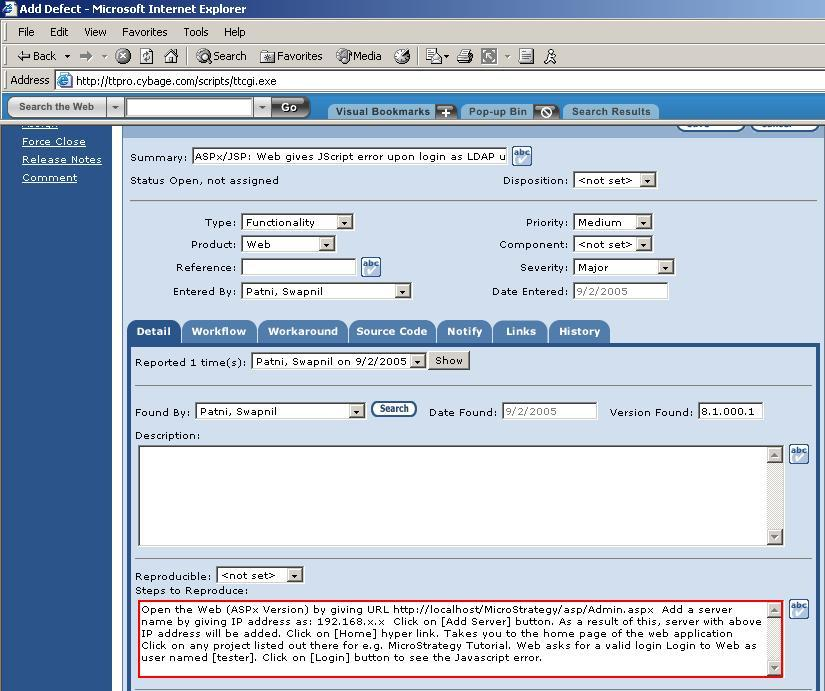 Add Defect - Microsoft Internet Explorer
File Edit View Favorites Tools Help
Back Search Favorites Media
Address http://ttpro.cybage.com/scripts/ttcgi.exe
Search the Web Go Visual Bookmarks Pop-up Bin Search Results
Force Close
Release Notes
Comment
Summary: ASPx/JSP: Web gives JScript error upon login as LDAP u abc
Status Open, not assigned Disposition: <not set>
Type: Functionality Priority: Medium
Product: Web Component: <not set>
Reference: abc Severity: Major
Entered By: Patni, Swapnil Date Entered: 9/2/2005
Detail Workflow Workaround Source Code Notify Links History
Reported 1 time(s): Patni, Swapnil on 9/2/2005 Show
Found By: Patni, Swapnil Search Date Found: 9/2/2005 Version Found: 8.1.000.1
Description:
abc
Reproducible: <not set>
Steps to Reproduce:
Open the Web (ASPx Version) by giving URL http://localhost/MicroStrategy/asp/Admin.aspx Add a server abc
name by giving IP address as: 192.168.x.x Click on [Add Server] button. As a result of this, server with above
IP address will be added. Click on [Home] hyper link. Takes you to the home page of the web application
Click on any project listed out there for e.g. MicroStrategy Tutorial. Web asks for a valid login Login to Web as
user named [tester]. Click on [Login] button to see the Javascript error.